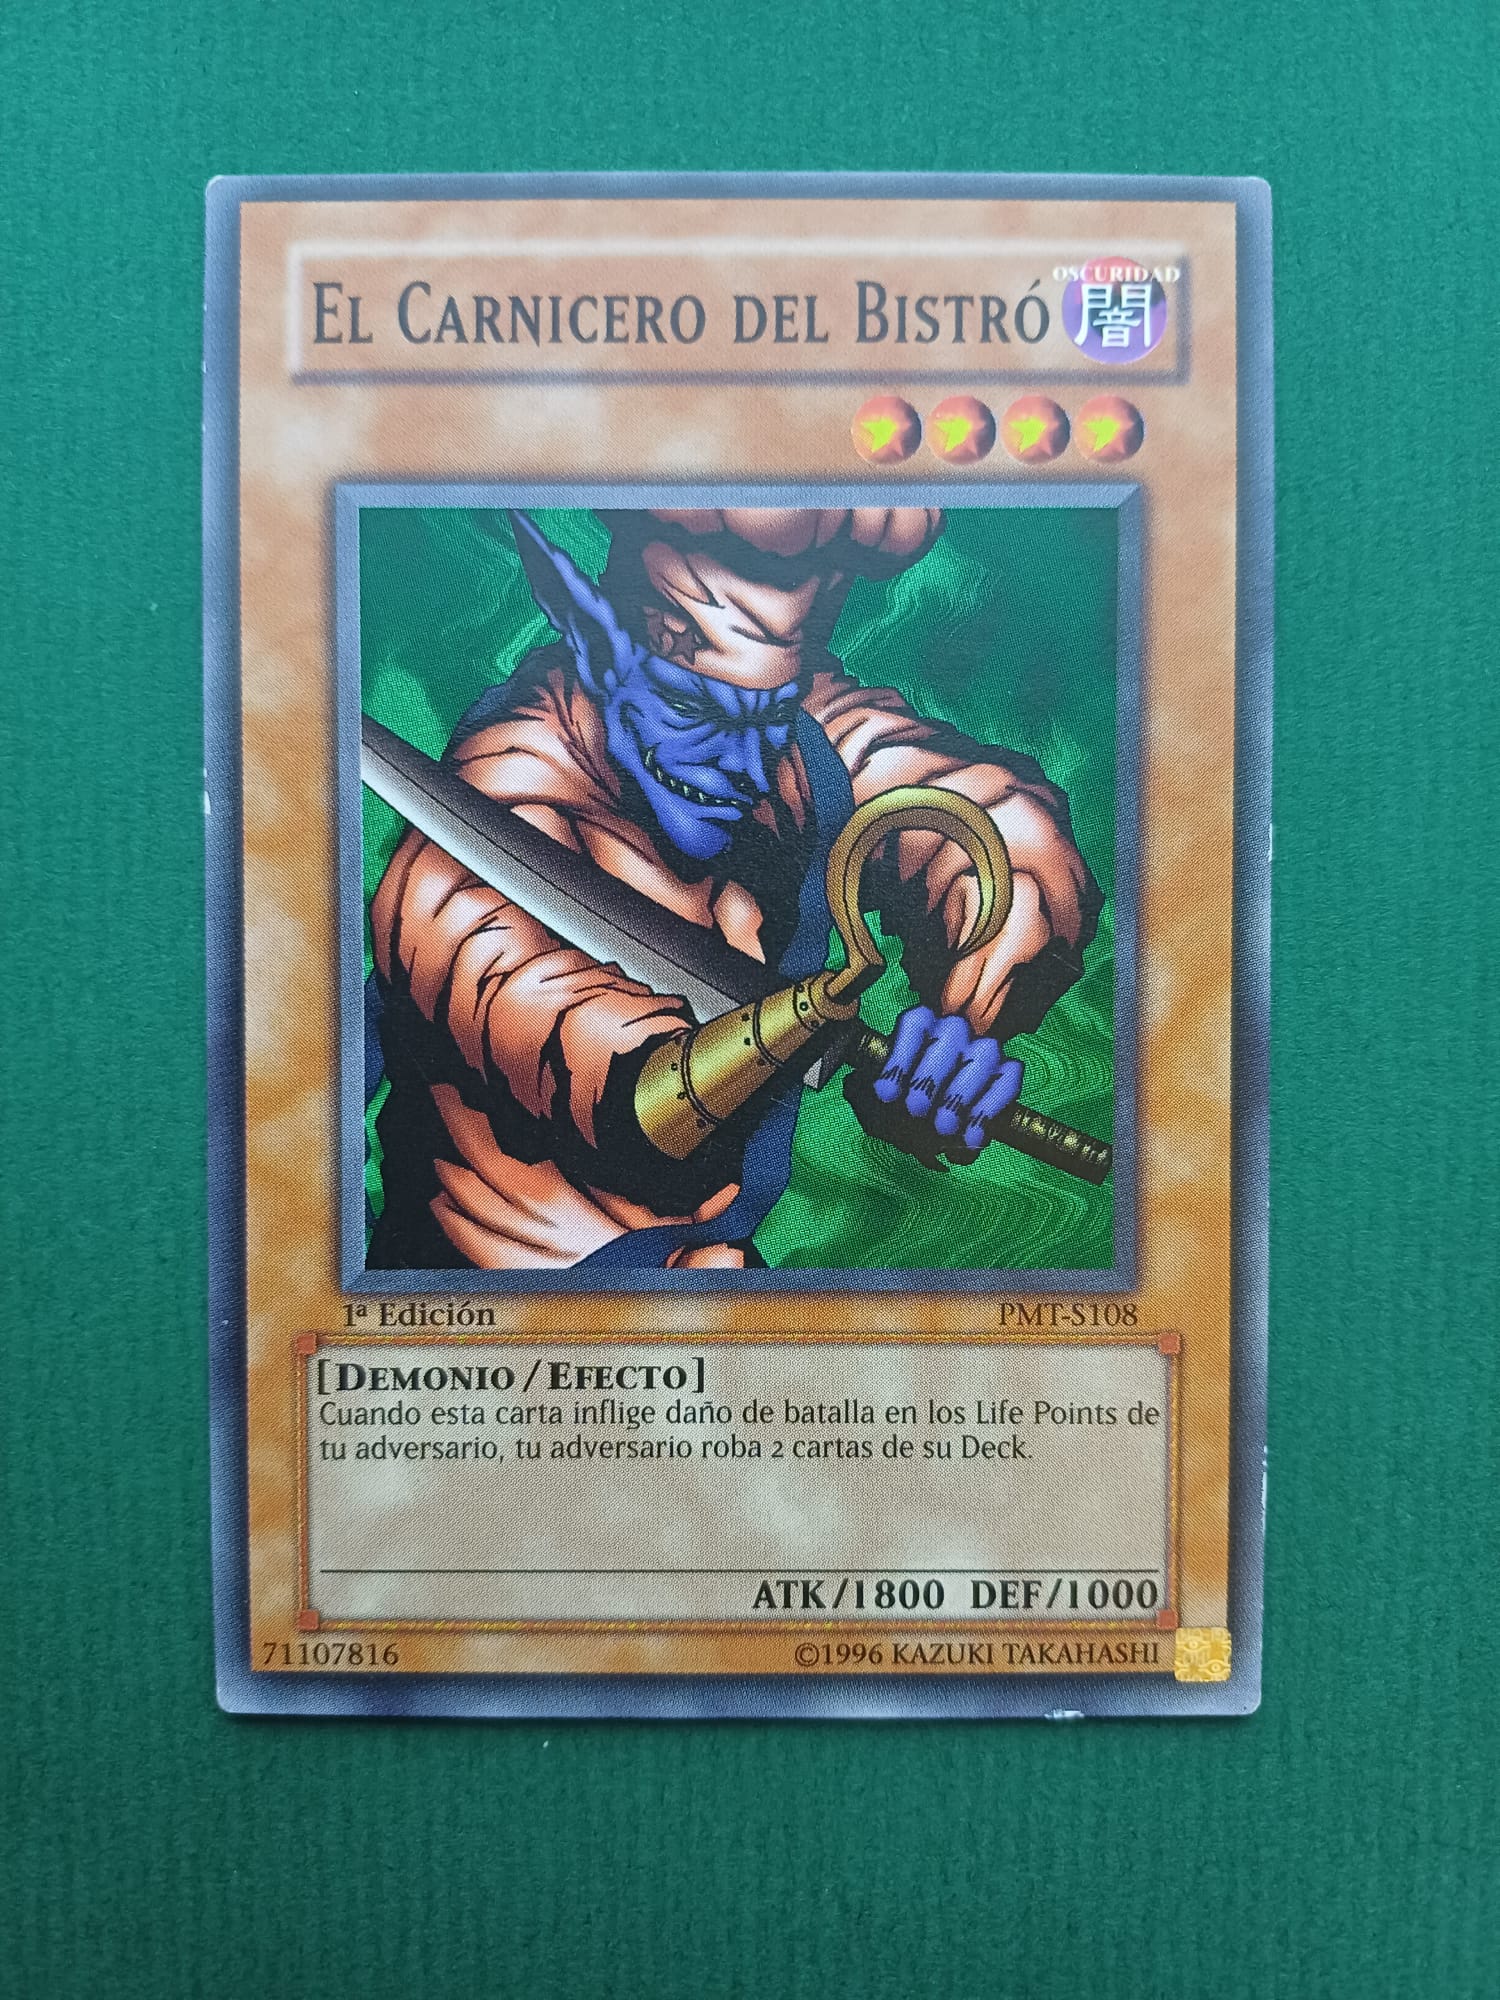 El Carnicero del Bistró
OSCURIDAD
闇
1ª Edición
PMT-S108
[Demonio/Efecto]
Cuando esta carta inflige daño de batalla en los Life Points de
tu adversario, tu adversario roba 2 cartas de su Deck.
ATK/1800 DEF/1000
71107816
©1996 KAZUKI TAKAHASHI